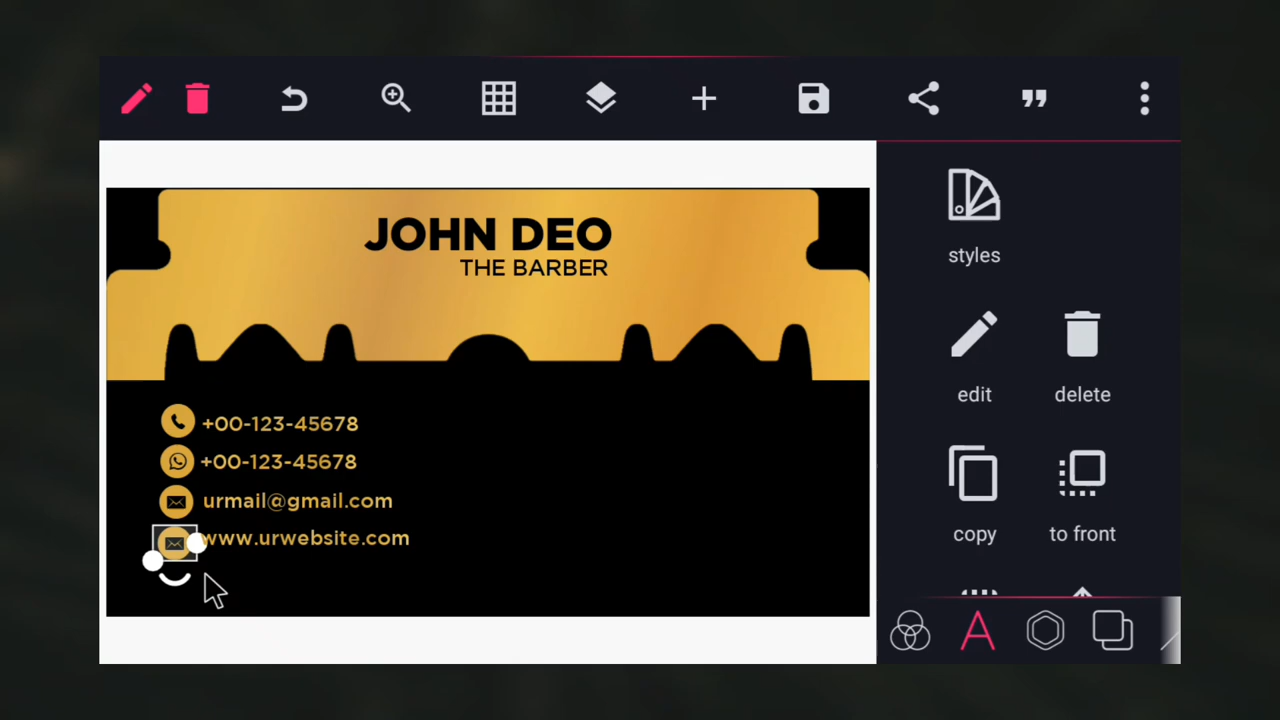 JOHN DEO
THE BARBER
+00-123-45678
+00-123-45678
urmail@gmail.com
www.urwebsite.com
styles
edit
delete
copy
to front